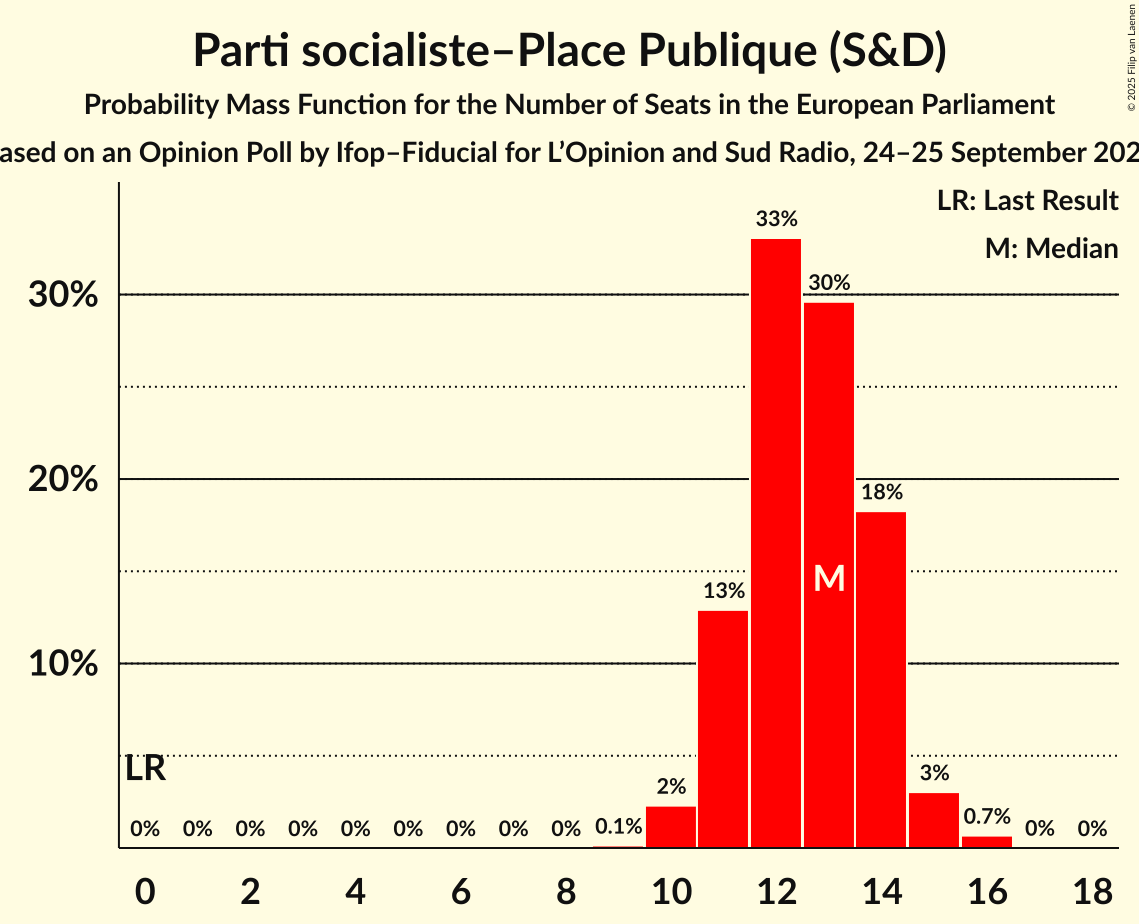 Parti socialiste–Place Publique (S&D)
Probability Mass Function for the Number of Seats in the European Parliament
ased on an Opinion Poll by Ifop–Fiducial for L’Opinion and Sud Radio, 24–25 September 202
© 2025 Filip van Laenen
LR: Last Result
M: Median
30%
20%
10%
33%
30%
18%
13%
M
LR
0% 0% 0% 0% 0% 0% 0% 0% 0% 0.1% 2% 3% 0.7% 0% 0%
0 2 4 6 8 10 12 14 16 18